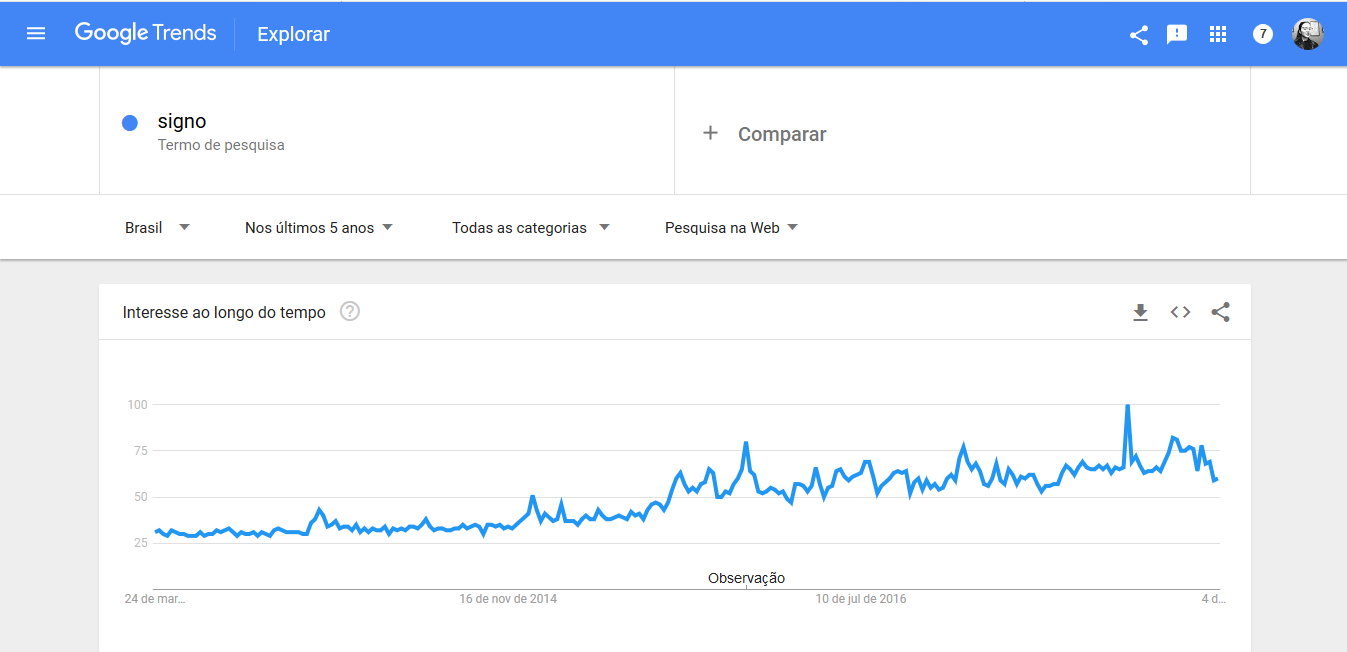 Google Trends Explorar 7
signo
Termo de pesquisa
+ Comparar
Brasil Nos últimos 5 anos Todas as categorias Pesquisa na Web
Interesse ao longo do tempo ?
100
75
50
25
Observação
24 de mar... 16 de nov de 2014 10 de jul de 2016 4 d...